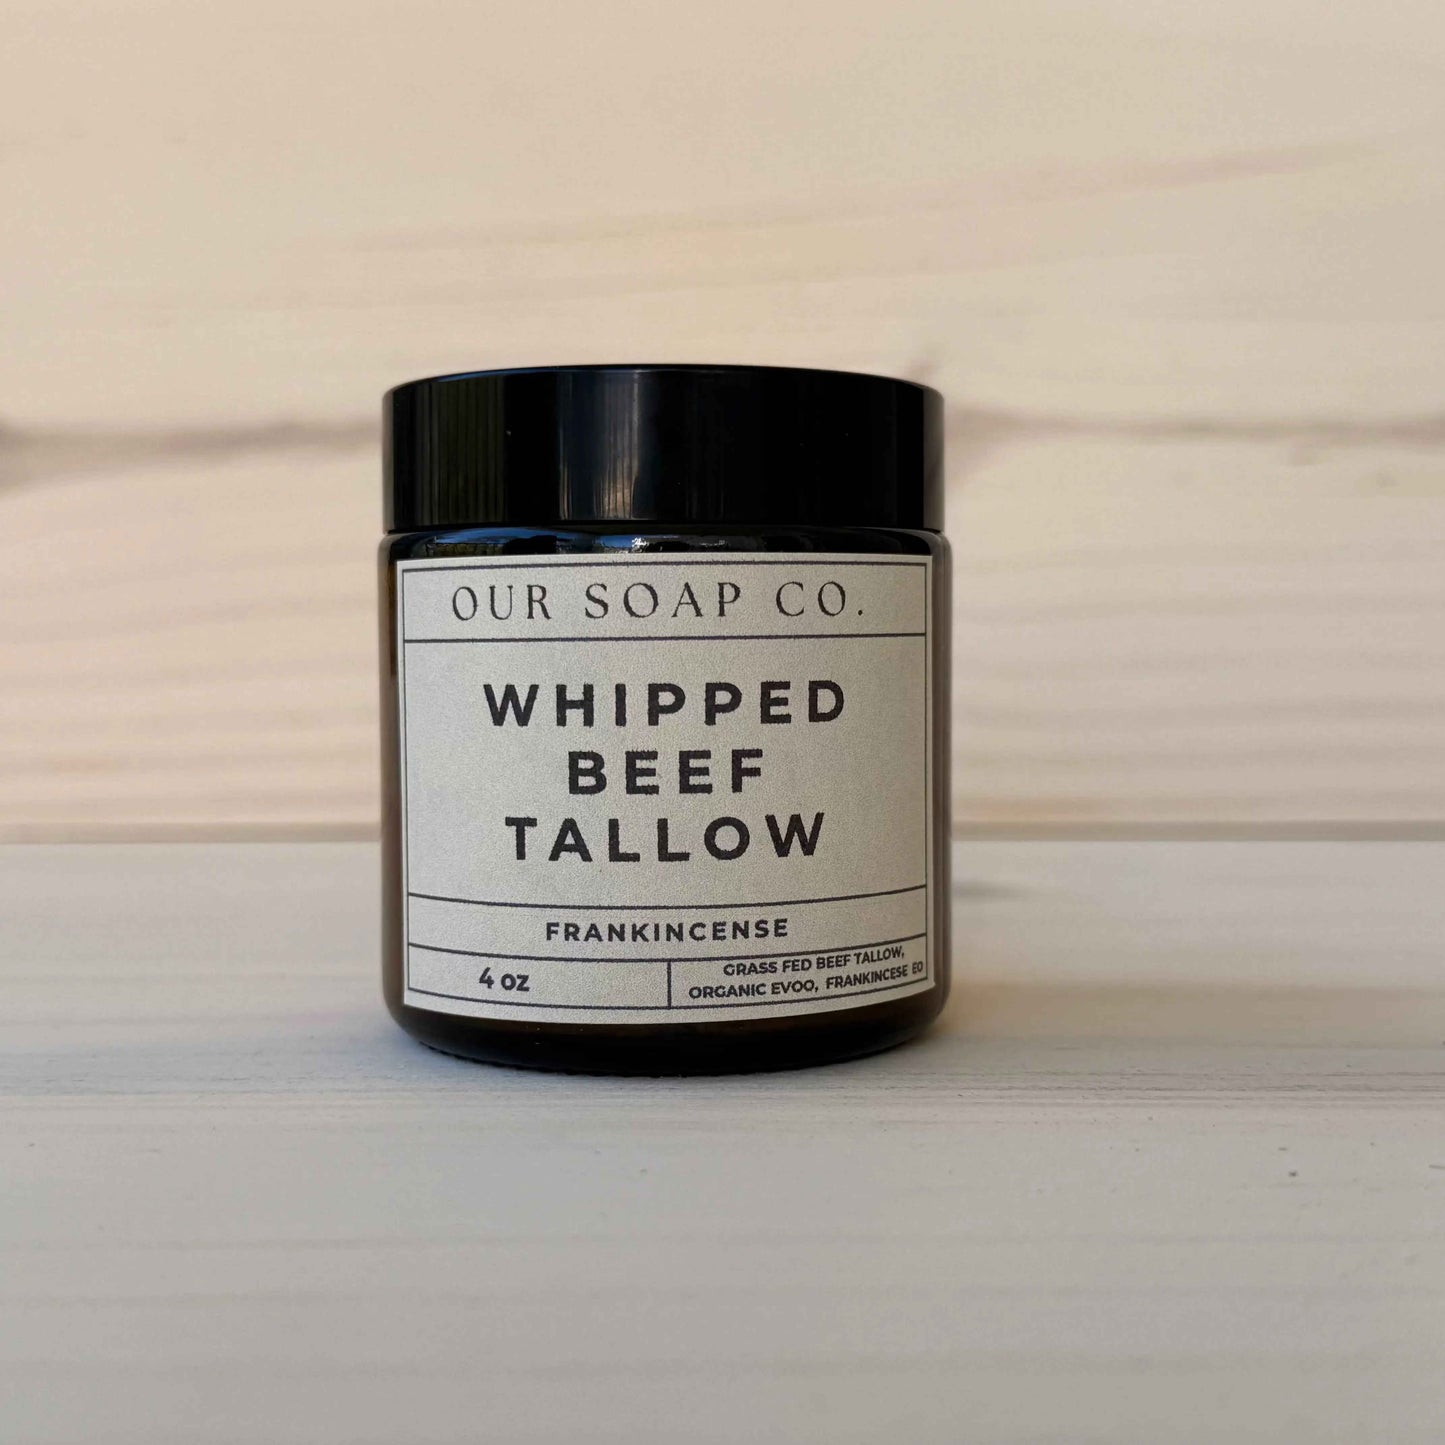 OUR SOAP CO.
WHIPPED
BEEF
TALLOW
FRANKINCENSE
4 oz
GRASS FED BEEF TALLOW,
ORGANIC EVOO, FRANKINCESE EO